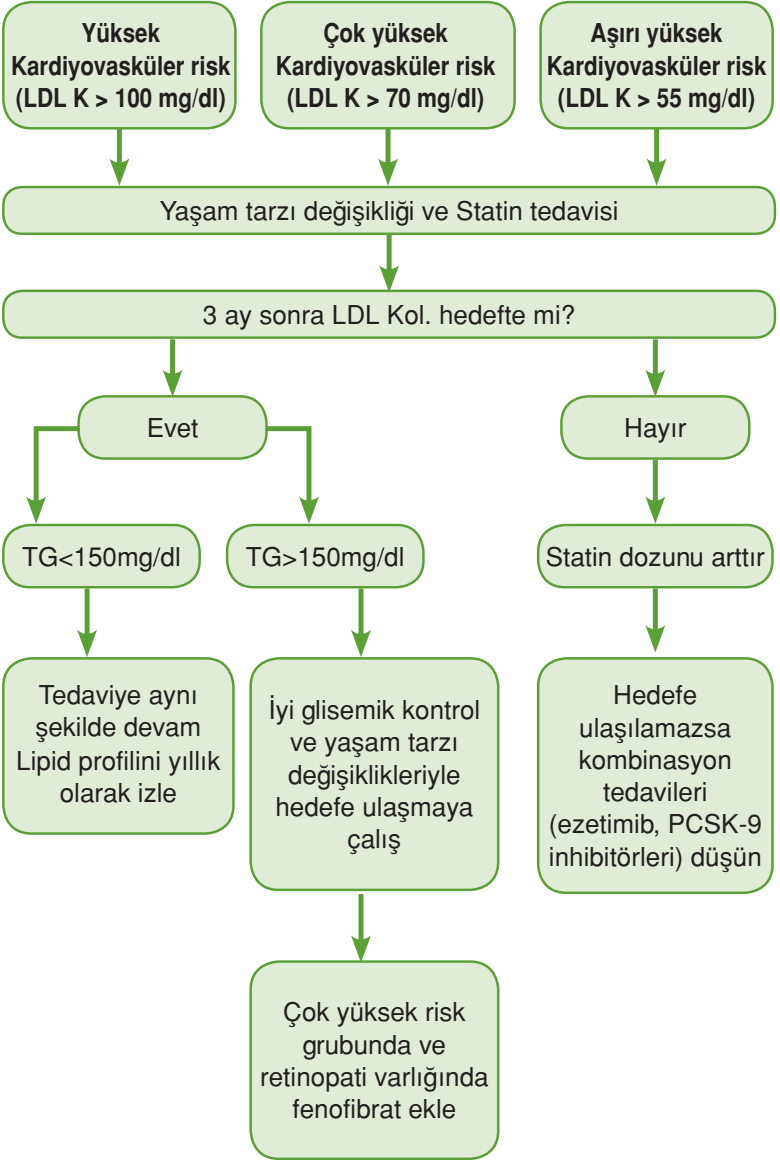 Yüksek
Kardiyovasküler risk
(LDL K > 100 mg/dl)
Çok yüksek
Kardiyovasküler risk
(LDL K > 70 mg/dl)
Aşırı yüksek
Kardiyovasküler risk
(LDL K > 55 mg/dl)
Yaşam tarzı değişikliği ve Statin tedavisi
3 ay sonra LDL Kol. hedefte mi?
Evet
Hayır
TG<150mg/dl
TG>150mg/dl
Statin dozunu arttır
Tedaviye aynı
şekilde devam
Lipid profilini yıllık
olarak izle
İyi glisemik kontrol
ve yaşam tarzı
değişiklikleriyle
hedefe ulaşmaya
çalış
Hedefe
ulaşılamazsa
kombinasyon
tedavileri
(ezetimib, PCSK-9
inhibitörleri) düşün
Çok yüksek risk
grubunda ve
retinopati varlığında
fenofibrat ekle